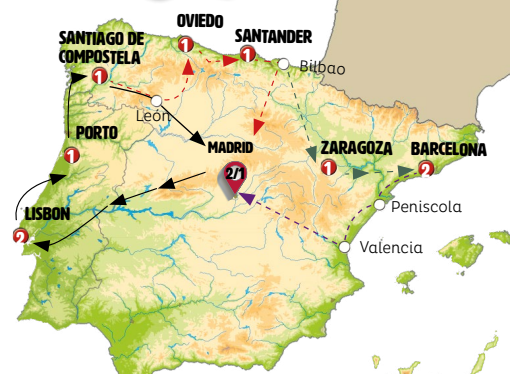 OVIEDO
1
SANTANDER
1
SANTIAGO DE
COMPOSTELA
1
Bilbao
León
PORTO
1
MADRID
2/1
ZARAGOZA
1
BARCELONA
2
LISBON
2
Peniscola
Valencia